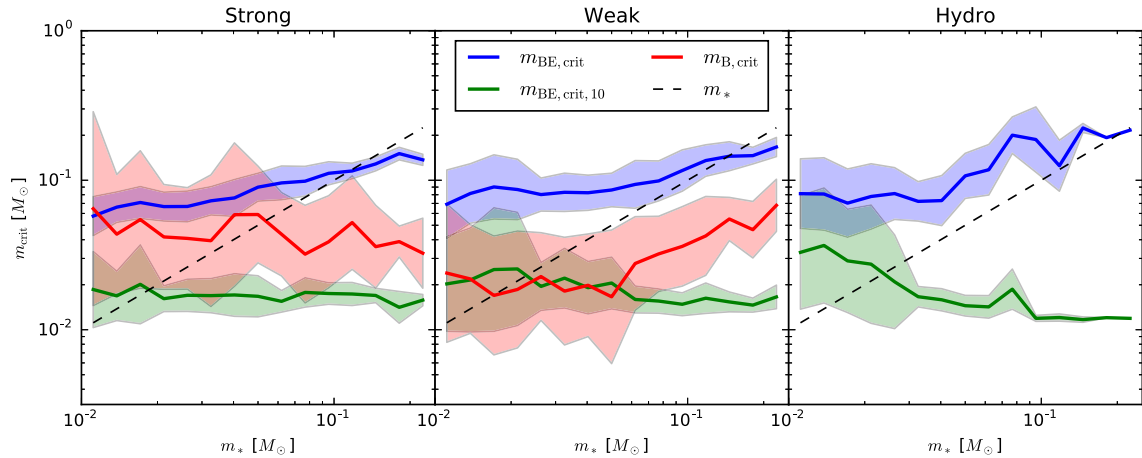 Strong Weak Hydro
10^0
m_BE,crit m_B,crit
m_BE,crit,10 m_*
10^-1
m_crit [M_⊙]
10^-2
10^-2 10^-1 10^-2 10^-1 10^-2 10^-1
m_* [M_⊙] m_* [M_⊙] m_* [M_⊙]